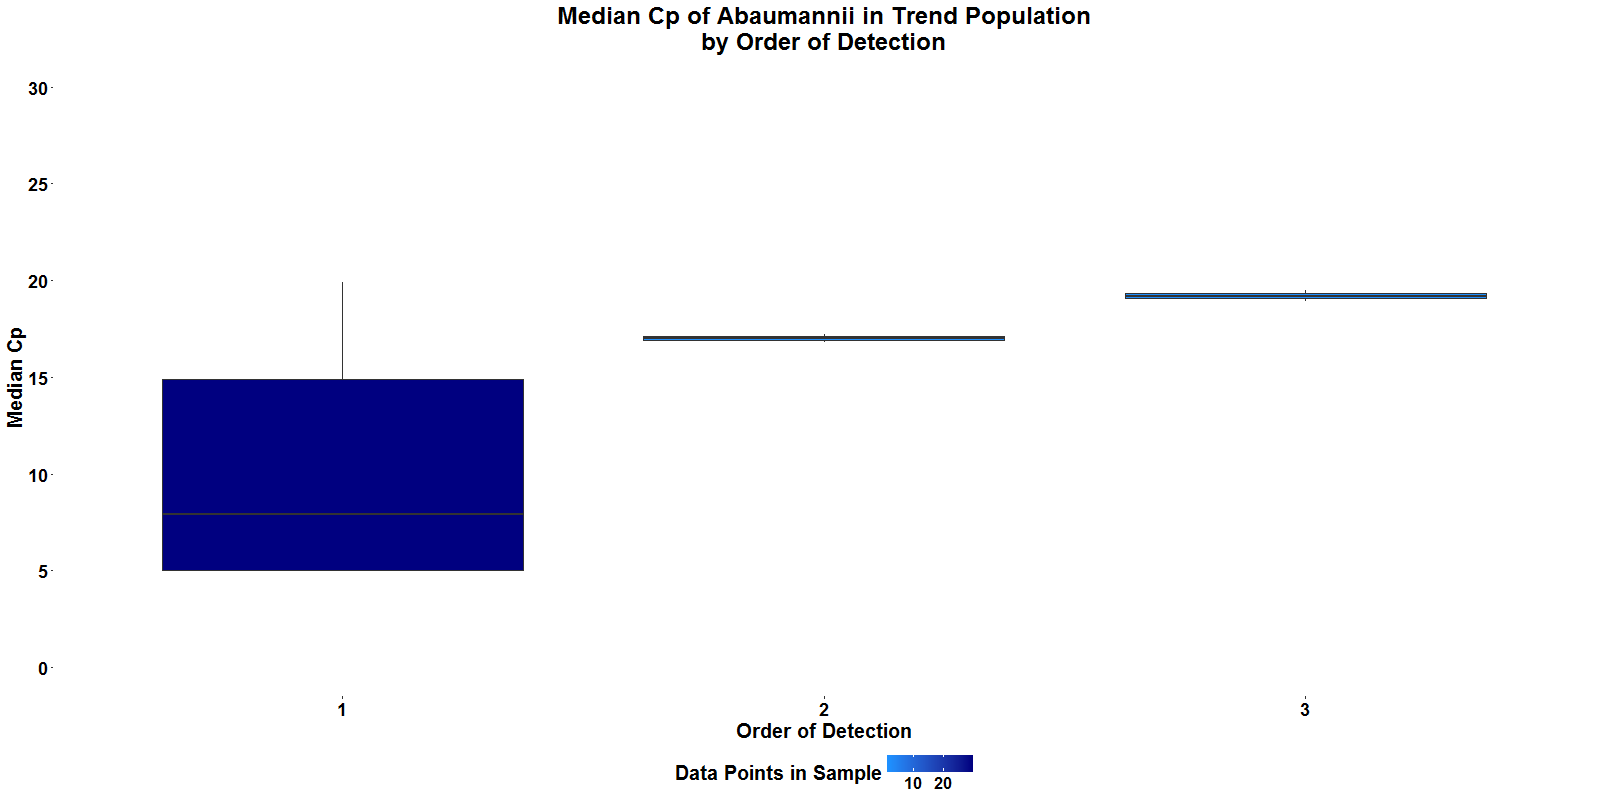 Median Cp of Abaumannii in Trend Population
by Order of Detection
30
25
20
15
10
5
0
Median Cp
1 2 3
Order of Detection
Data Points in Sample
10 20